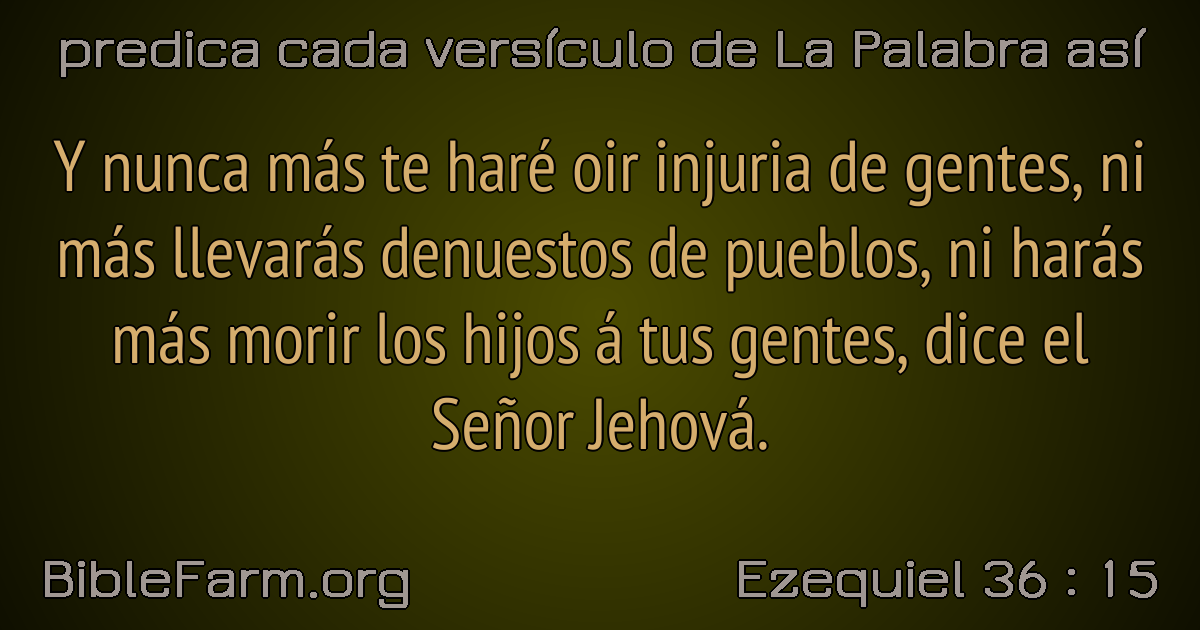 predica cada versículo de La Palabra así
Y nunca más te haré oir injuria de gentes, ni
más llevarás denuestos de pueblos, ni harás
más morir los hijos á tus gentes, dice el
Señor Jehová.
BibleFarm.org
Ezequiel 36 : 15